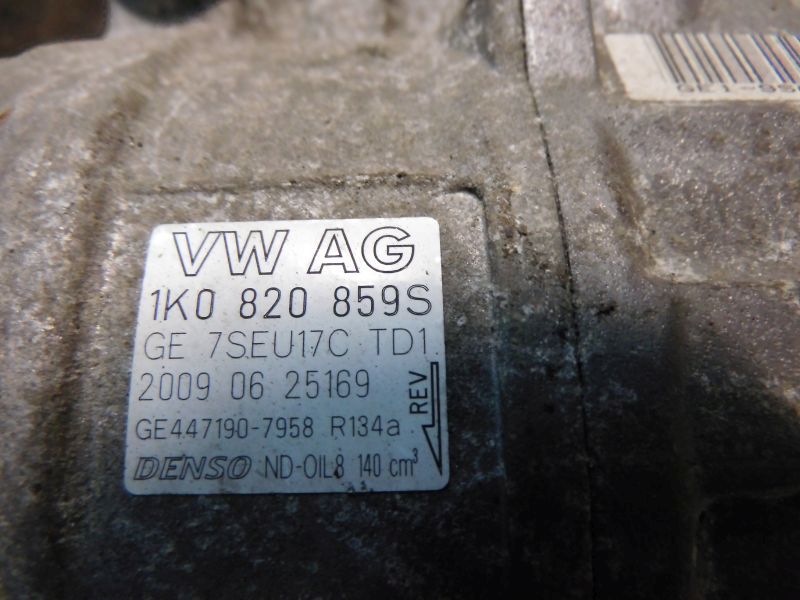 VW AG
1K0 820 859S
GE 7SEU17C TD1
2009 06 25169
REV
GE447190-7958 R134a
DENSO ND-OIL8 140 cm³